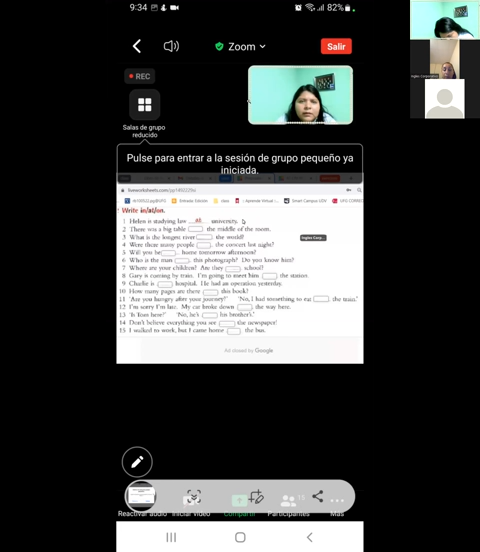 9:34
82%
Zoom
Salir
REC
Salas de grupo reducido
Pulse para entrar a la sesión de grupo pequeño ya iniciada.
Write in/at/on.
1 Helen is studying law at university.
2 There was a big table the middle of the room.
3 What is the longest river the world?
4 Were there many people the concert last night?
5 Will you be home tomorrow afternoon?
6 Who is the man this photograph? Do you know him?
7 Where are your children? Are they school?
8 Gary is coming by train. I'm going to meet him the station.
9 Charlie is hospital. He had an operation yesterday.
10 How many pages are there this book?
11 'Are you hungry after your journey?' 'No, I had something to eat the train.'
12 I'm sorry I'm late. My car broke down the way here.
13 'Is Tom here?' 'No, he's his brother's.'
14 Don't believe everything you see the newspaper!
15 I walked to work, but I came home the bus.
Ad closed by Google
Reactivar audio Iniciar video Compartir Participantes Más
15